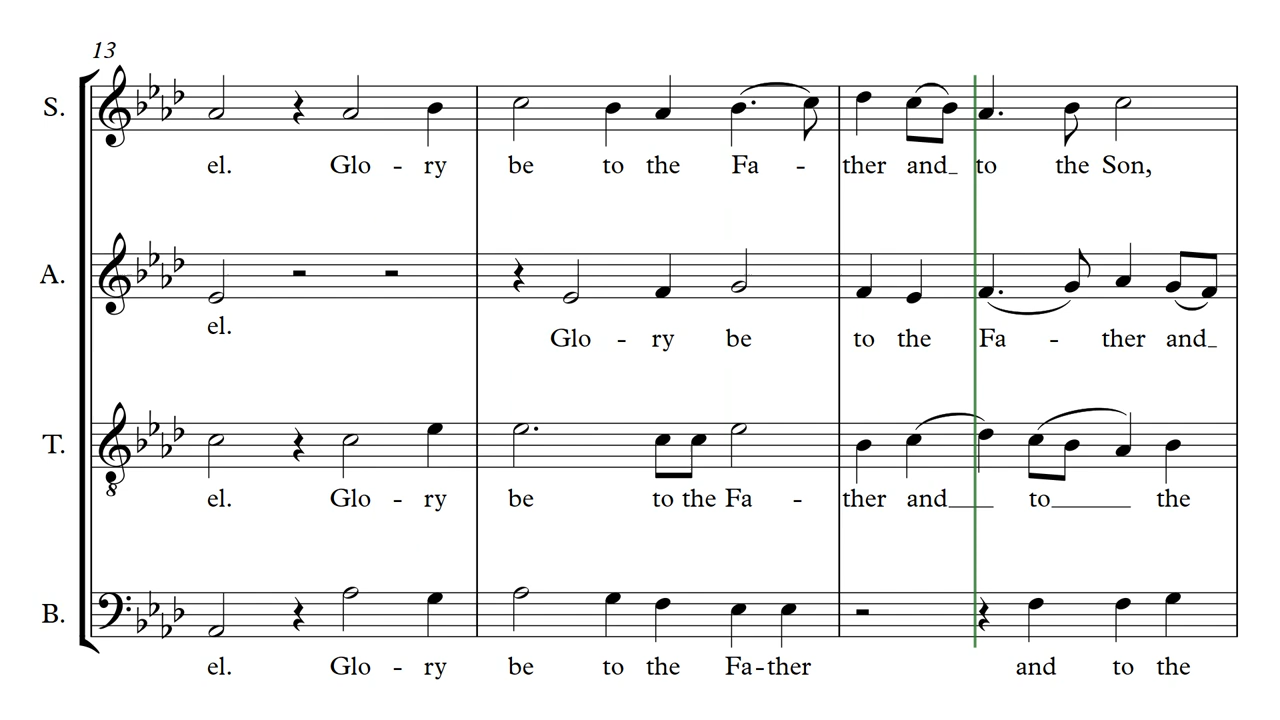 13
S.
el. Glo - ry be to the Fa - ther and_ to the Son,
A.
el. Glo - ry be to the Fa - ther and_
T.
8
el. Glo - ry be to the Fa - ther and___ to_____ the
B.
el. Glo - ry be to the Fa-ther and to the